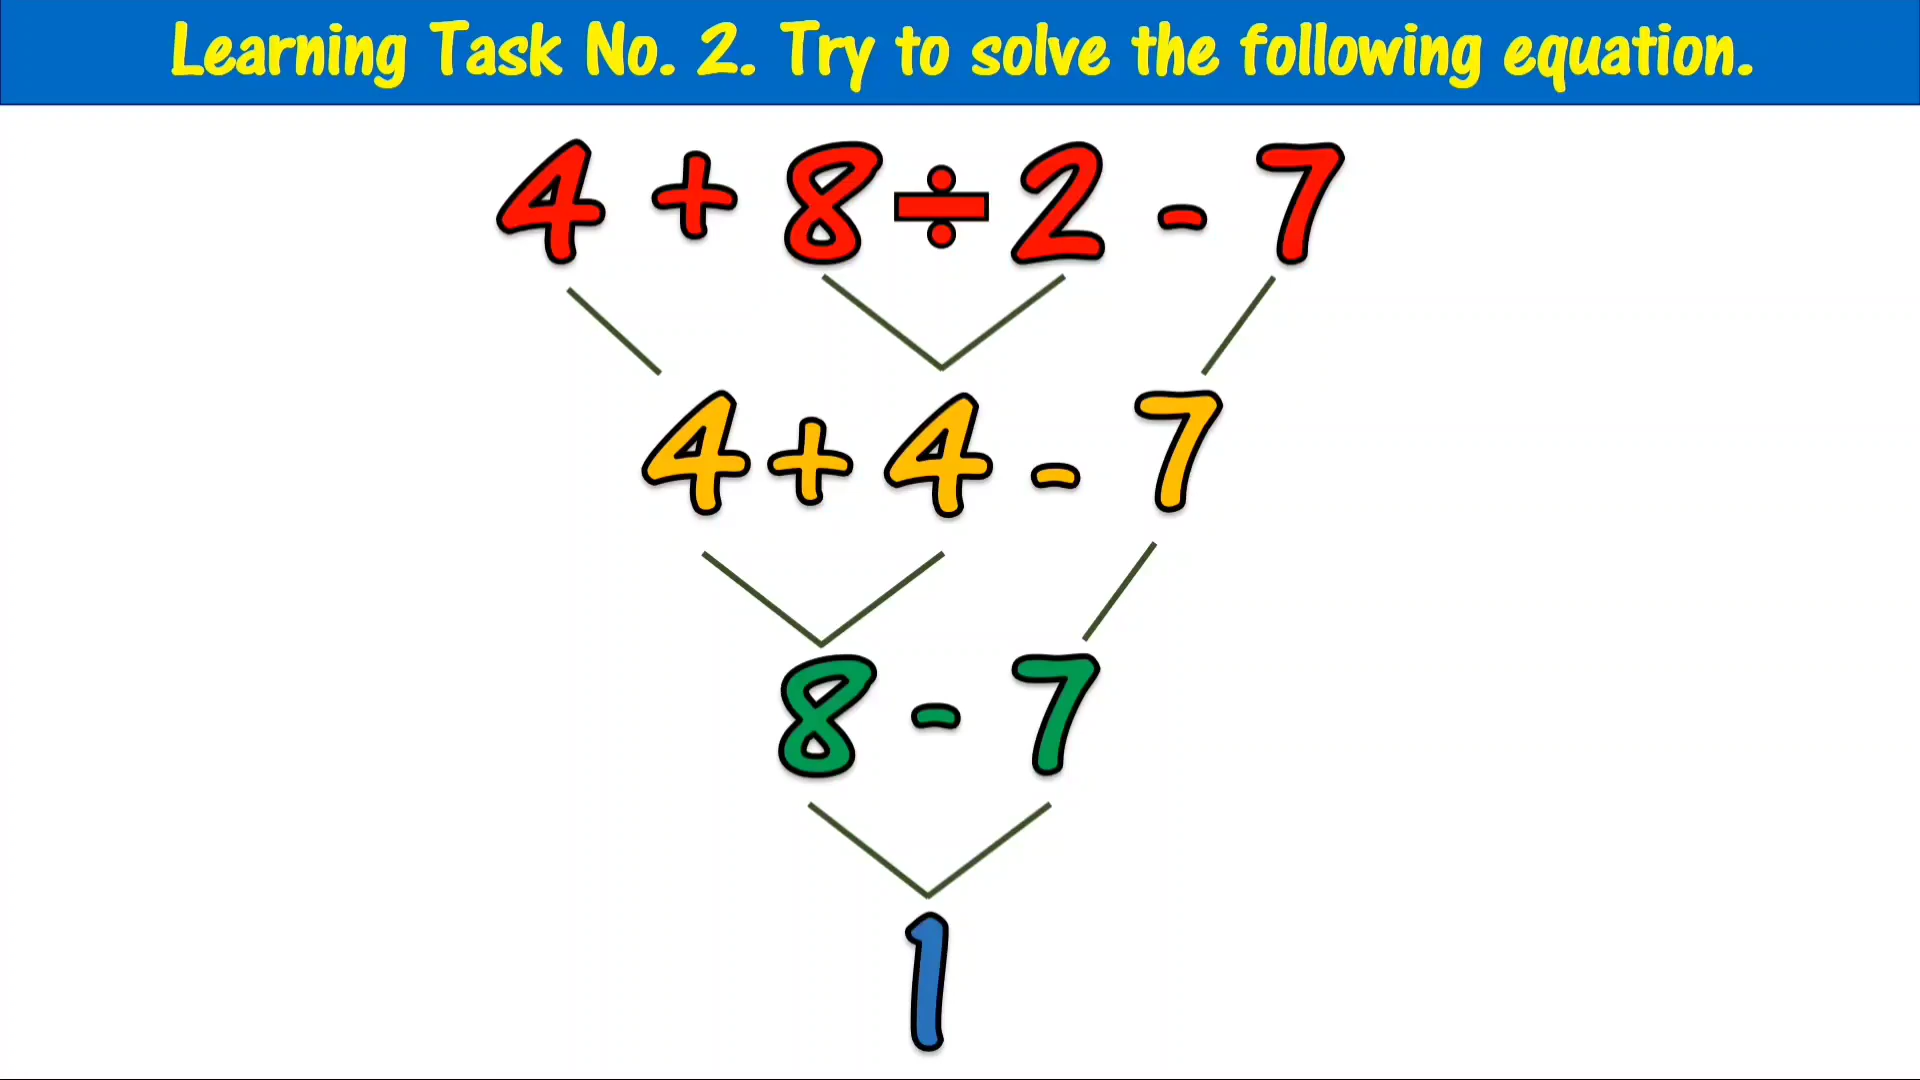 Learning Task No. 2. Try to solve the following equation.
4 + 8 ÷ 2 - 7
4 + 4 - 7
8 - 7
1